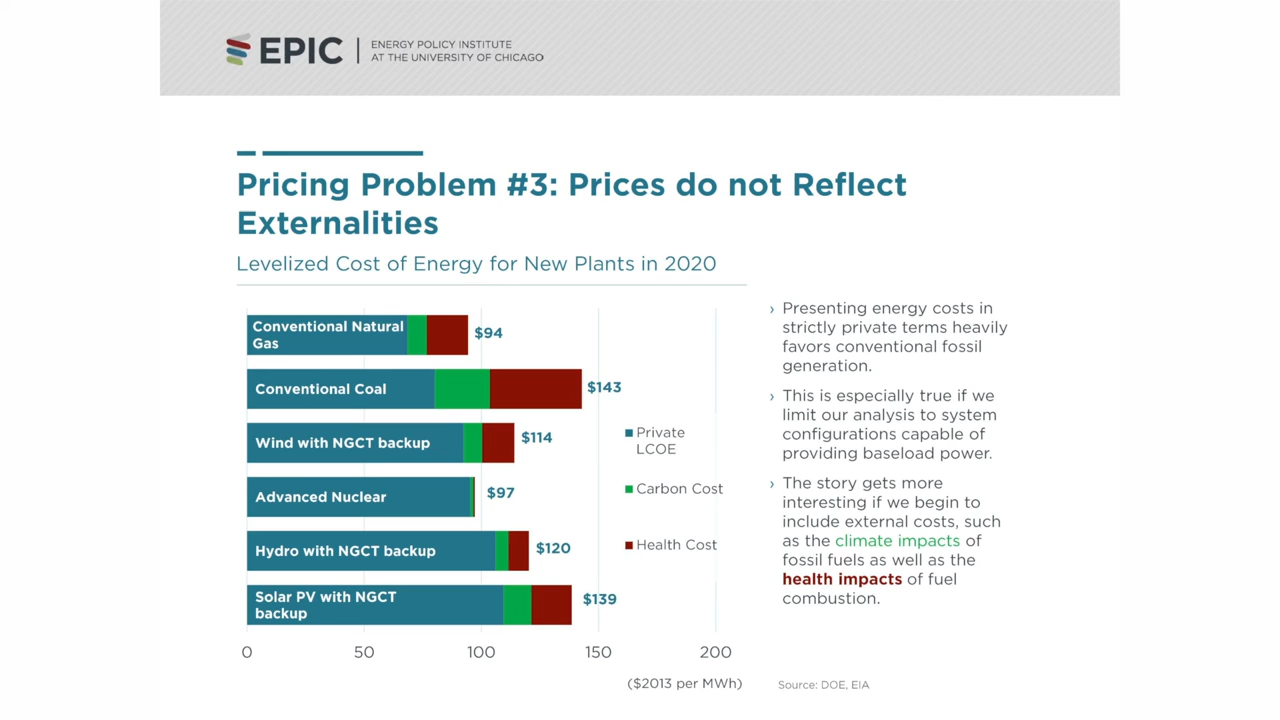 EPIC
ENERGY POLICY INSTITUTE
AT THE UNIVERSITY OF CHICAGO
Pricing Problem #3: Prices do not Reflect
Externalities
Levelized Cost of Energy for New Plants in 2020
Conventional Natural
Gas
$94
Conventional Coal
$143
Wind with NGCT backup
$114
Advanced Nuclear
$97
Hydro with NGCT backup
$120
Solar PV with NGCT
backup
$139
0 50 100 150 200
($2013 per MWh)
Private
LCOE
Carbon Cost
Health Cost
› Presenting energy costs in
strictly private terms heavily
favors conventional fossil
generation.
› This is especially true if we
limit our analysis to system
configurations capable of
providing baseload power.
› The story gets more
interesting if we begin to
include external costs, such
as the climate impacts of
fossil fuels as well as the
health impacts of fuel
combustion.
Source: DOE, EIA